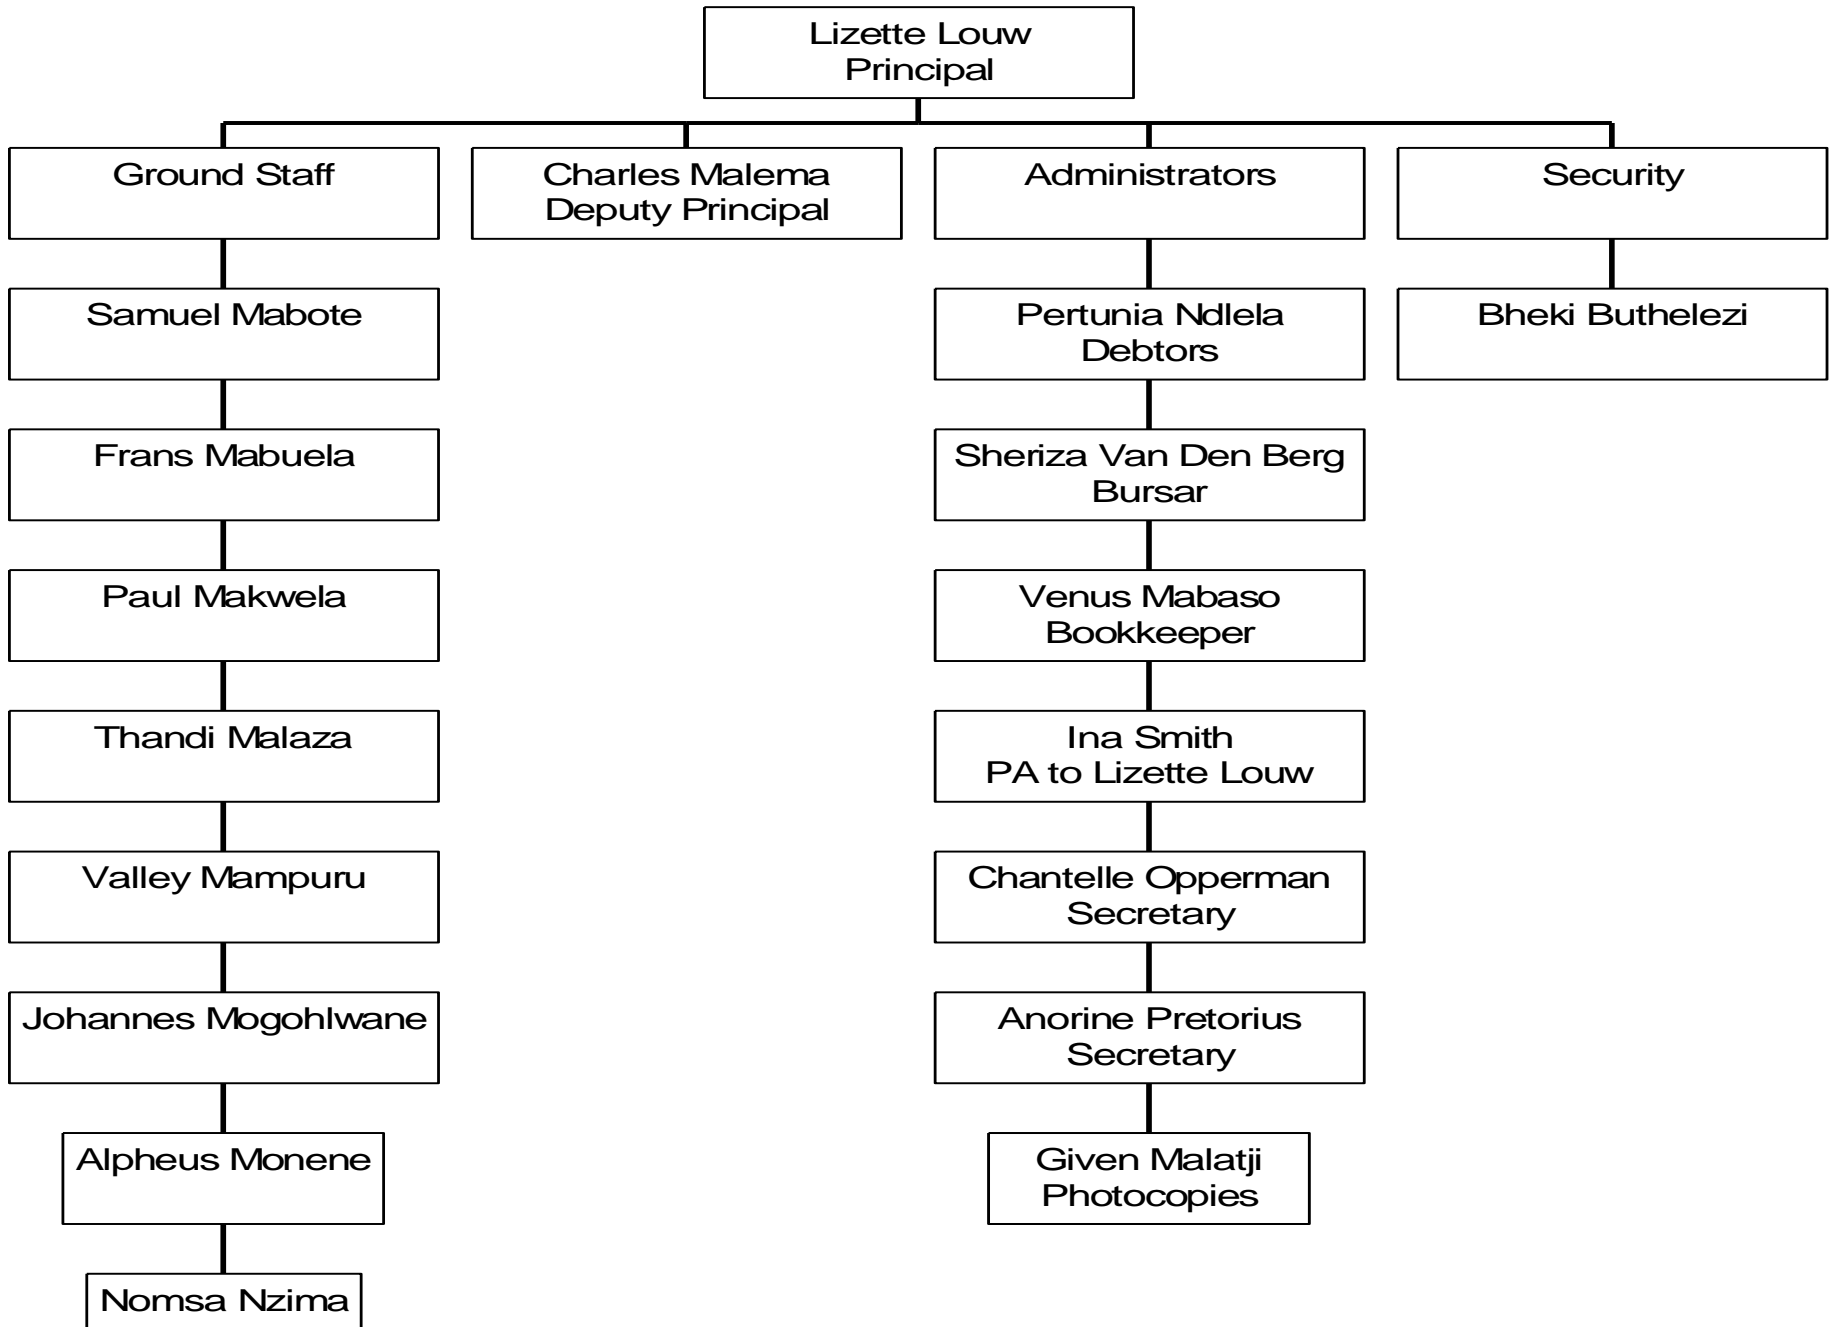 Lizette Louw
Principal
Ground Staff
Charles Malema
Deputy Principal
Administrators
Security
Samuel Mabote
Pertunia Ndlela
Debtors
Bheki Buthelezi
Frans Mabuela
Sheriza Van Den Berg
Bursar
Paul Makwela
Venus Mabaso
Bookkeeper
Thandi Malaza
Ina Smith
PA to Lizette Louw
Valley Mampuru
Chantelle Opperman
Secretary
Johannes Mogohlwane
Anorine Pretorius
Secretary
Alpheus Monene
Given Malatji
Photocopies
Nomsa Nzima